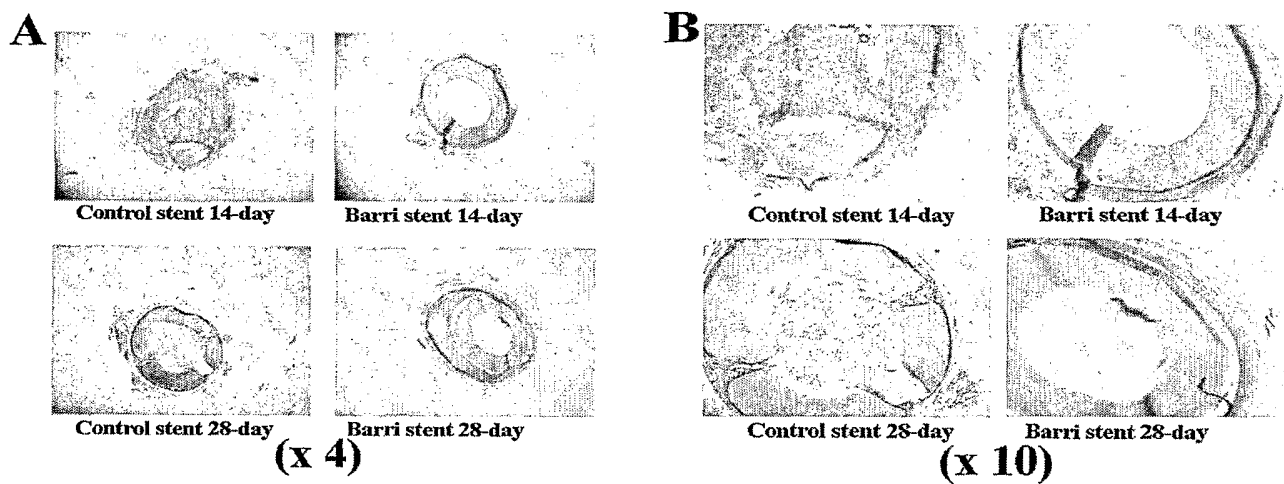 A
Control stent 14-day
Barri stent 14-day
Control stent 28-day
Barri stent 28-day
(x 4)
B
Control stent 14-day
Barri stent 14-day
Control stent 28-day
Barri stent 28-day
(x 10)